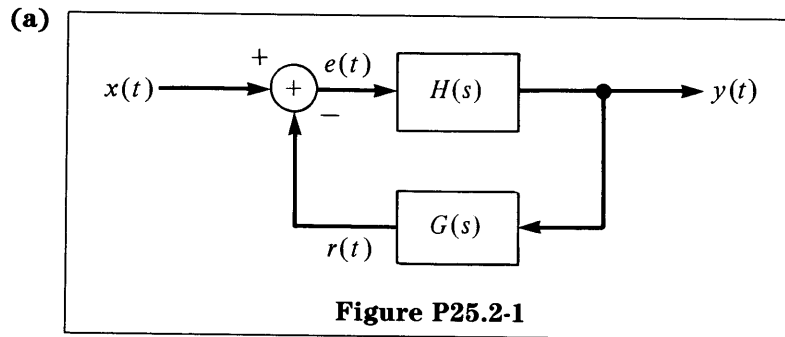 (a)
+
e(t)
x(t)
+
H(s)
y(t)
−
G(s)
r(t)
Figure P25.2-1